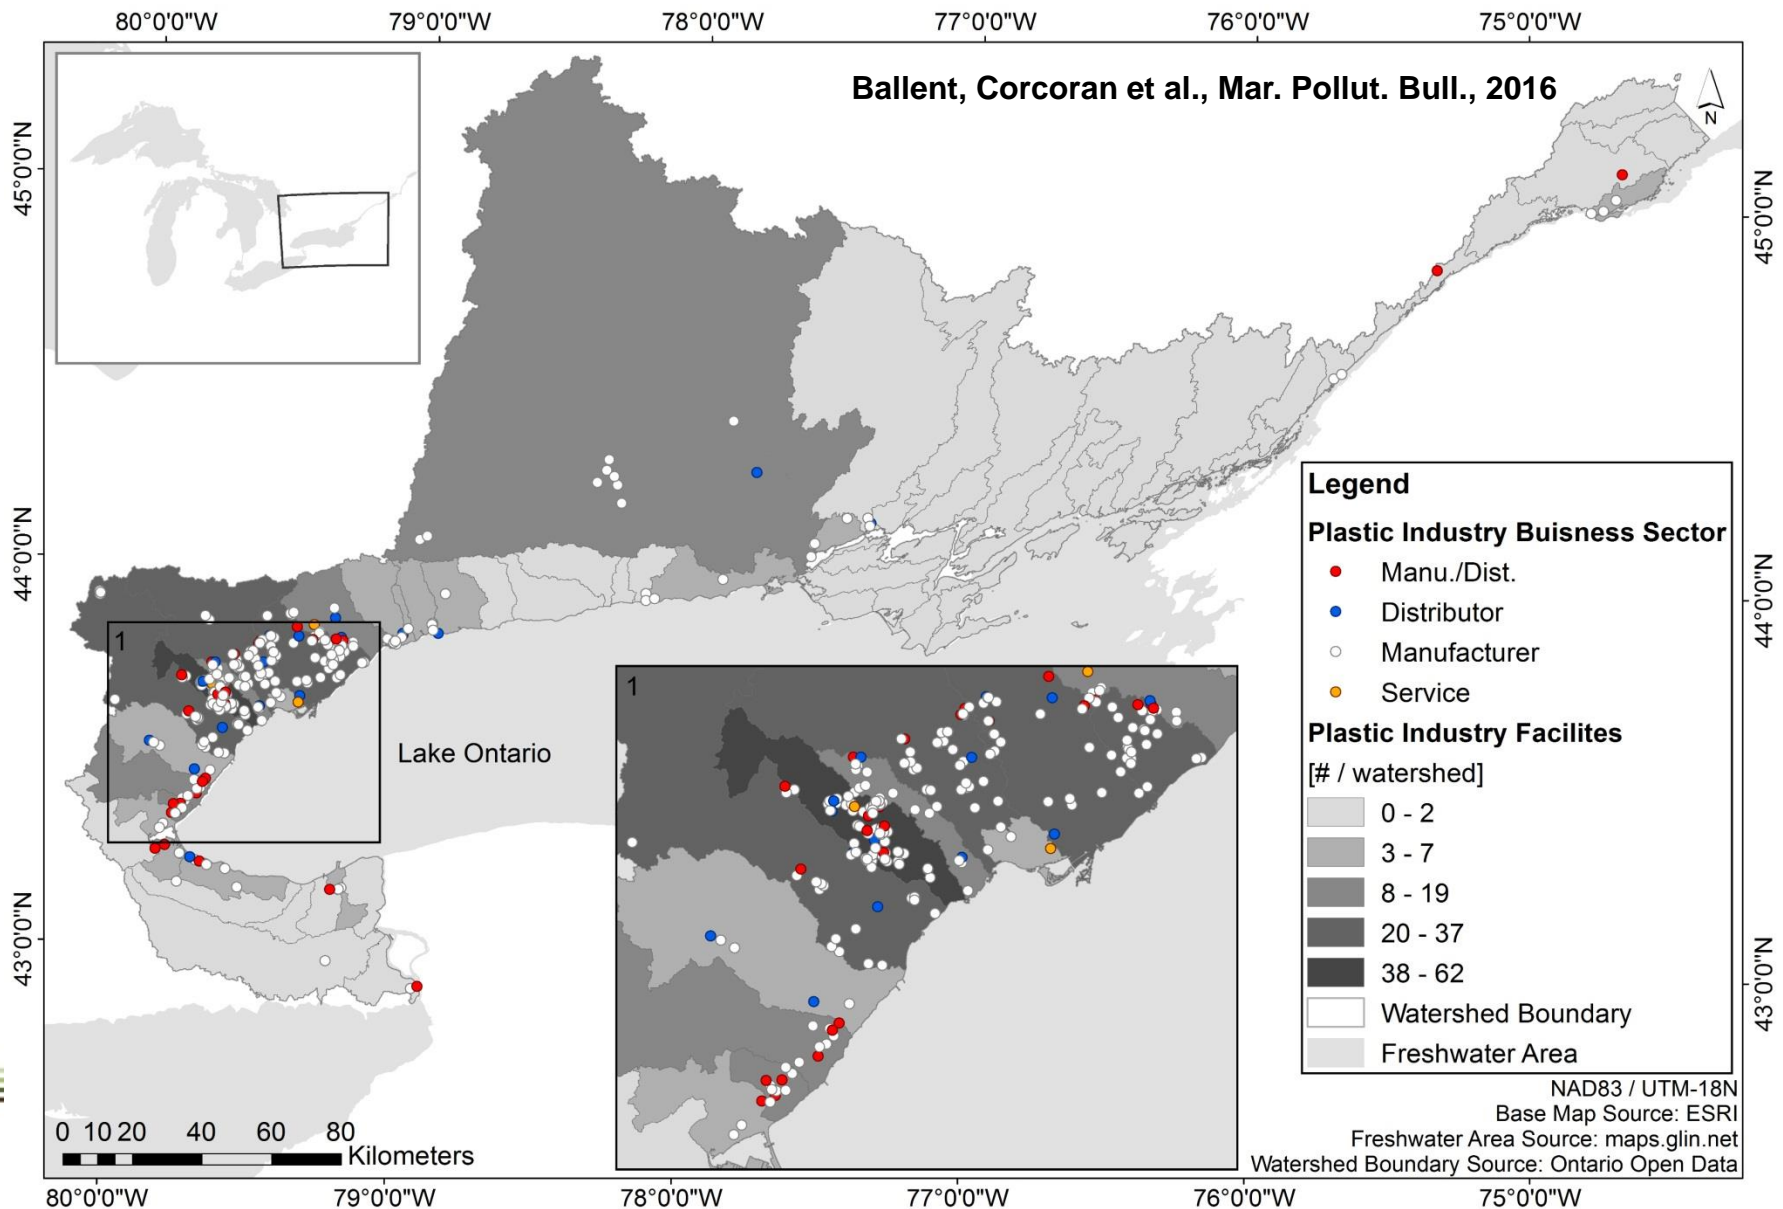 80°0'0"W 79°0'0"W 78°0'0"W 77°0'0"W 76°0'0"W 75°0'0"W
Ballent, Corcoran et al., Mar. Pollut. Bull., 2016
N
45°0'0"N
45°0'0"N
44°0'0"N
44°0'0"N
43°0'0"N
43°0'0"N
1
Lake Ontario
1
Legend
Plastic Industry Buisness Sector
Manu./Dist.
Distributor
Manufacturer
Service
Plastic Industry Facilites
[# / watershed]
0 - 2
3 - 7
8 - 19
20 - 37
38 - 62
Watershed Boundary
Freshwater Area
NAD83 / UTM-18N
Base Map Source: ESRI
Freshwater Area Source: maps.glin.net
Watershed Boundary Source: Ontario Open Data
0 10 20 40 60 80
Kilometers
80°0'0"W 79°0'0"W 78°0'0"W 77°0'0"W 76°0'0"W 75°0'0"W